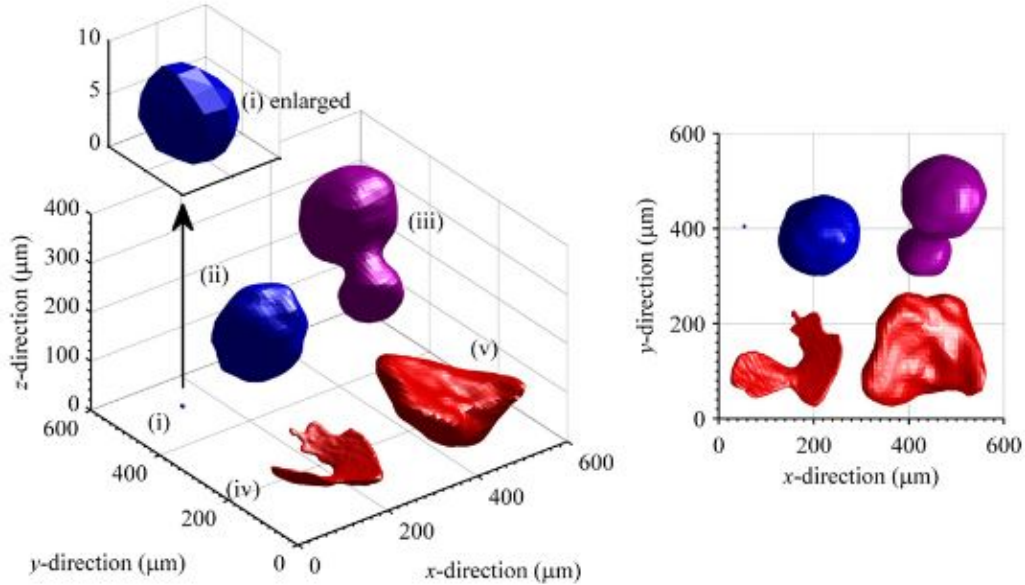 10
5
0
(i) enlarged
400
300
200
100
0
z-direction (μm)
(i)
(ii)
(iii)
(iv)
(v)
600
400
200
0
y-direction (μm)
0
200
400
600
x-direction (μm)
600
400
200
0
y-direction (μm)
0
200
400
600
x-direction (μm)